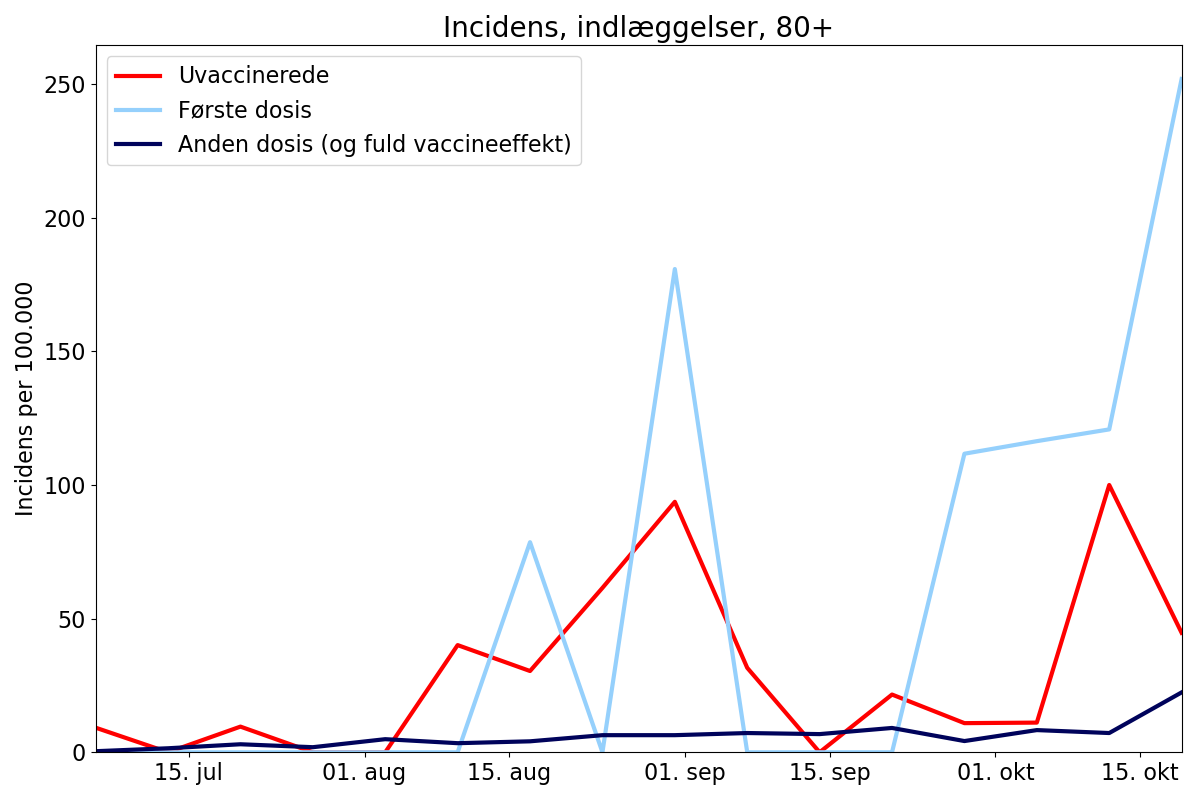 Incidens, indlæggelser, 80+
Uvaccinerede
Første dosis
Anden dosis (og fuld vaccineeffekt)
Incidens per 100.000
250
200
150
100
50
0
15. jul 01. aug 15. aug 01. sep 15. sep 01. okt 15. okt